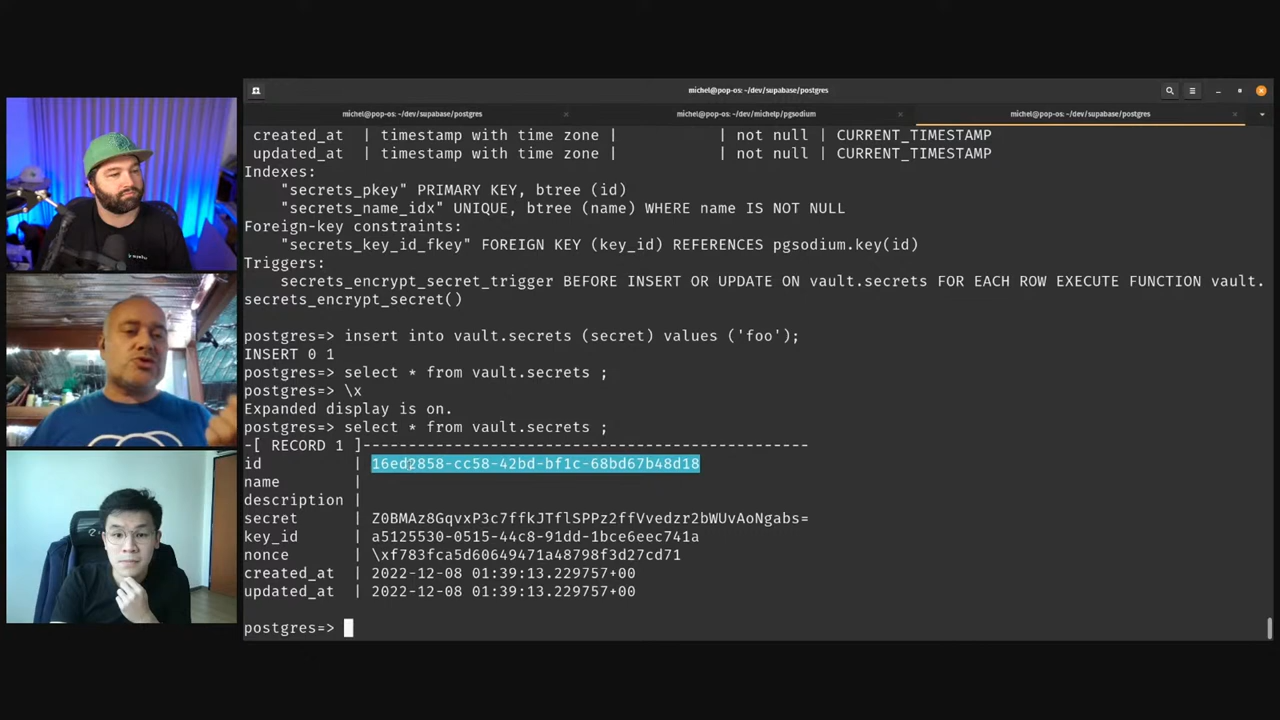 michel@pop-os: ~/dev/supabase/postgres
michel@pop-os: ~/dev/supabase/postgres
michel@pop-os: ~/dev/michelp/pgsodium
michel@pop-os: ~/dev/supabase/postgres
created_at | timestamp with time zone | | not null | CURRENT_TIMESTAMP
updated_at | timestamp with time zone | | not null | CURRENT_TIMESTAMP
Indexes:
"secrets_pkey" PRIMARY KEY, btree (id)
"secrets_name_idx" UNIQUE, btree (name) WHERE name IS NOT NULL
Foreign-key constraints:
"secrets_key_id_fkey" FOREIGN KEY (key_id) REFERENCES pgsodium.key(id)
Triggers:
secrets_encrypt_secret_trigger BEFORE INSERT OR UPDATE ON vault.secrets FOR EACH ROW EXECUTE FUNCTION vault.
secrets_encrypt_secret()
postgres=> insert into vault.secrets (secret) values ('foo');
INSERT 0 1
postgres=> select * from vault.secrets ;
postgres=> \x
Expanded display is on.
postgres=> select * from vault.secrets ;
-[ RECORD 1 ]-------------------------------------------------
id | 16ed2858-cc58-42bd-bf1c-68bd67b48d18
name |
description |
secret | Z0BMAz8GqvxP3c7ffkJTflSPPz2ffVvedzr2bWUvAoNgabs=
key_id | a5125530-0515-44c8-91dd-1bce6eec741a
nonce | \xf783fca5d60649471a48798f3d27cd71
created_at | 2022-12-08 01:39:13.229757+00
updated_at | 2022-12-08 01:39:13.229757+00
postgres=>